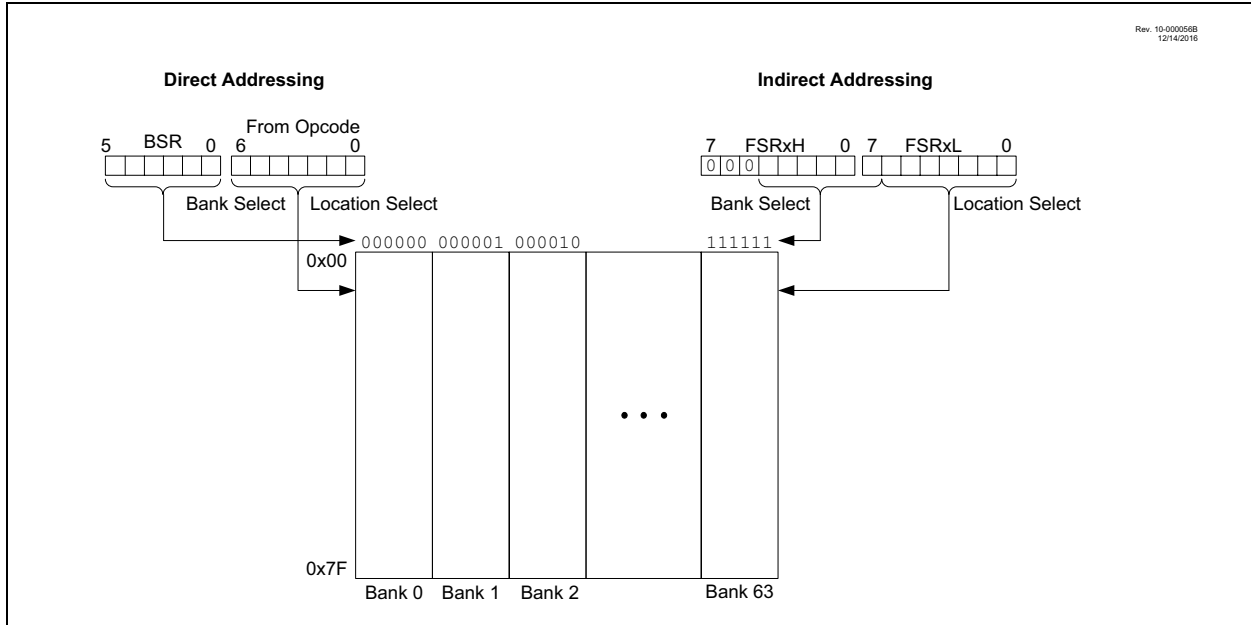 Rev. 10-000056B
12/14/2016
Direct Addressing
Indirect Addressing
From Opcode
5 BSR 0 6 0
7 FSRxH 0 7 FSRxL 0
0 0 0
Bank Select Location Select
Bank Select Location Select
000000 000001 000010 111111
0x00
• • •
0x7F
Bank 0 Bank 1 Bank 2 Bank 63